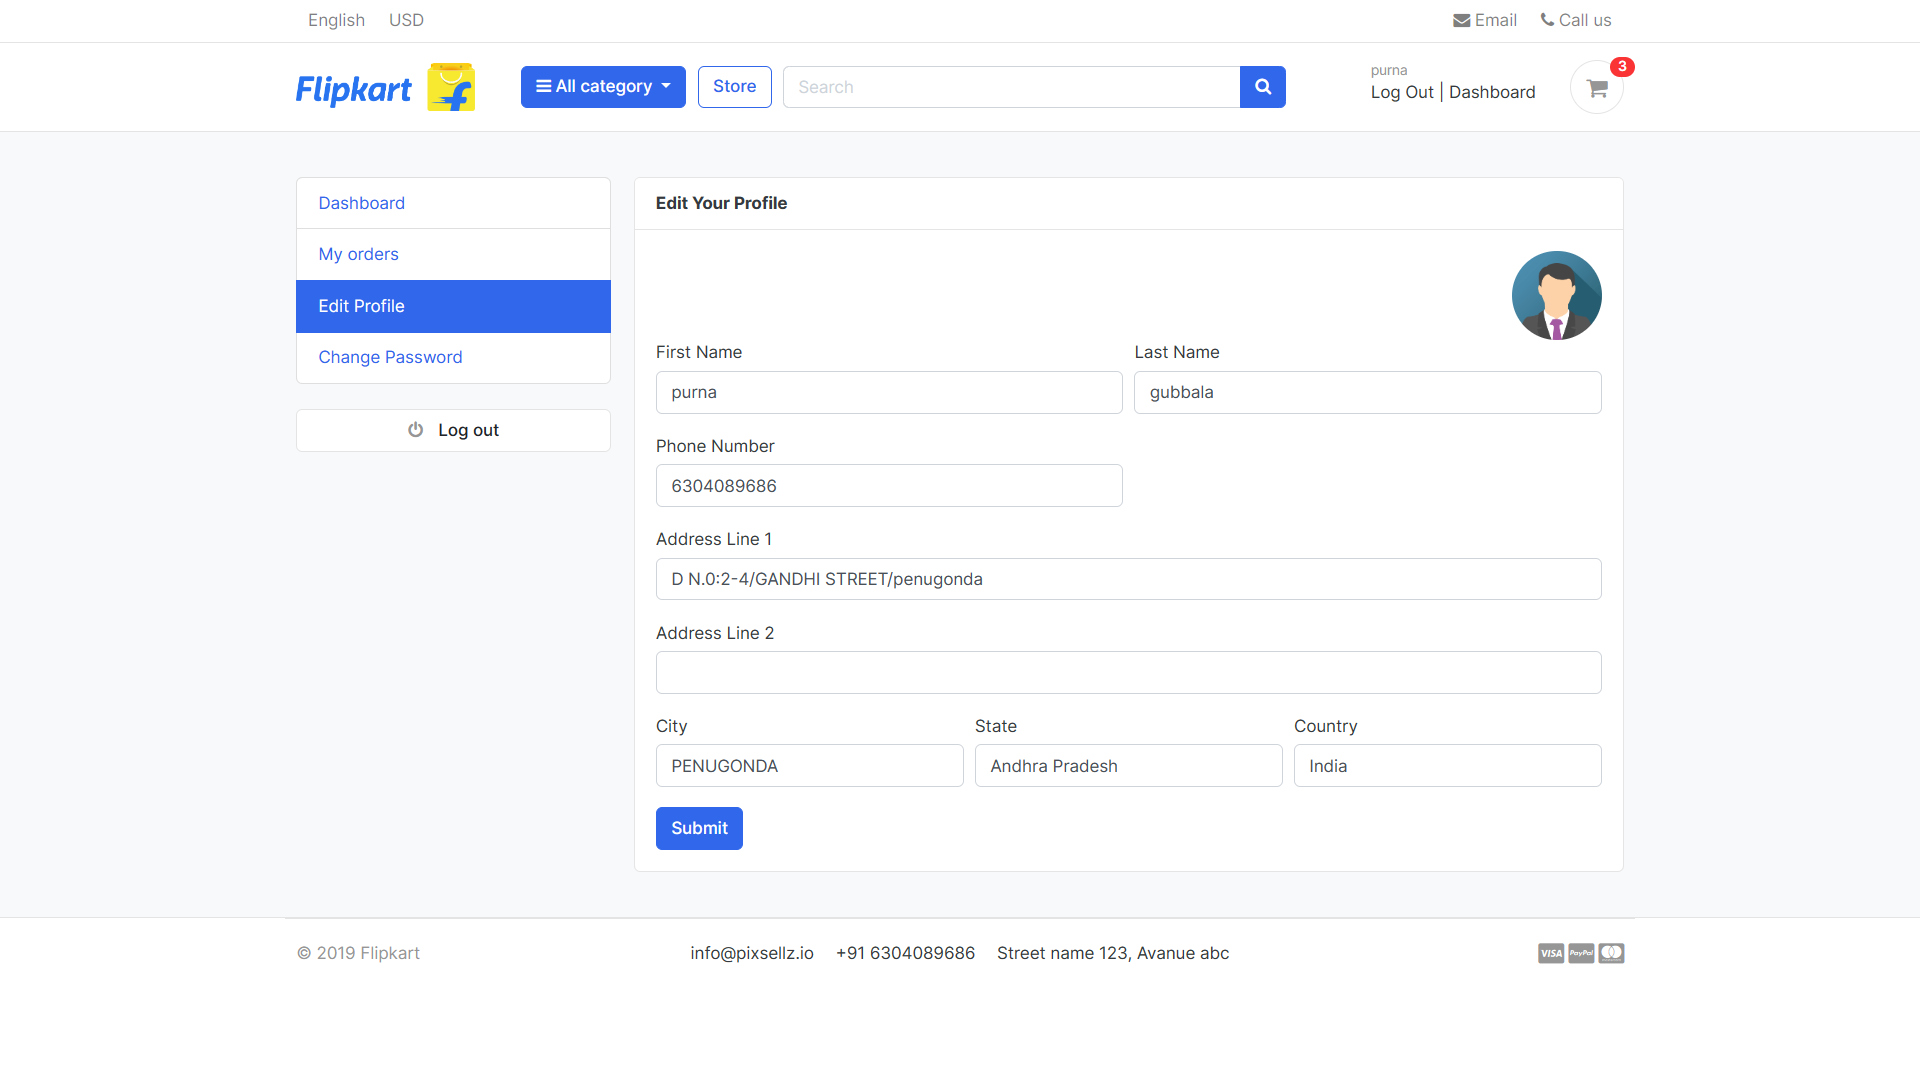 English USD Email Call us
Flipkart All category Store Search purna 3
Log Out | Dashboard
Dashboard
My orders
Edit Profile
Change Password
Log out
Edit Your Profile
First Name Last Name
purna gubbala
Phone Number
6304089686
Address Line 1
D N.0:2-4/GANDHI STREET/penugonda
Address Line 2
City State Country
PENUGONDA Andhra Pradesh India
Submit
© 2019 Flipkart info@pixsellz.io +91 6304089686 Street name 123, Avanue abc VISA PayPal